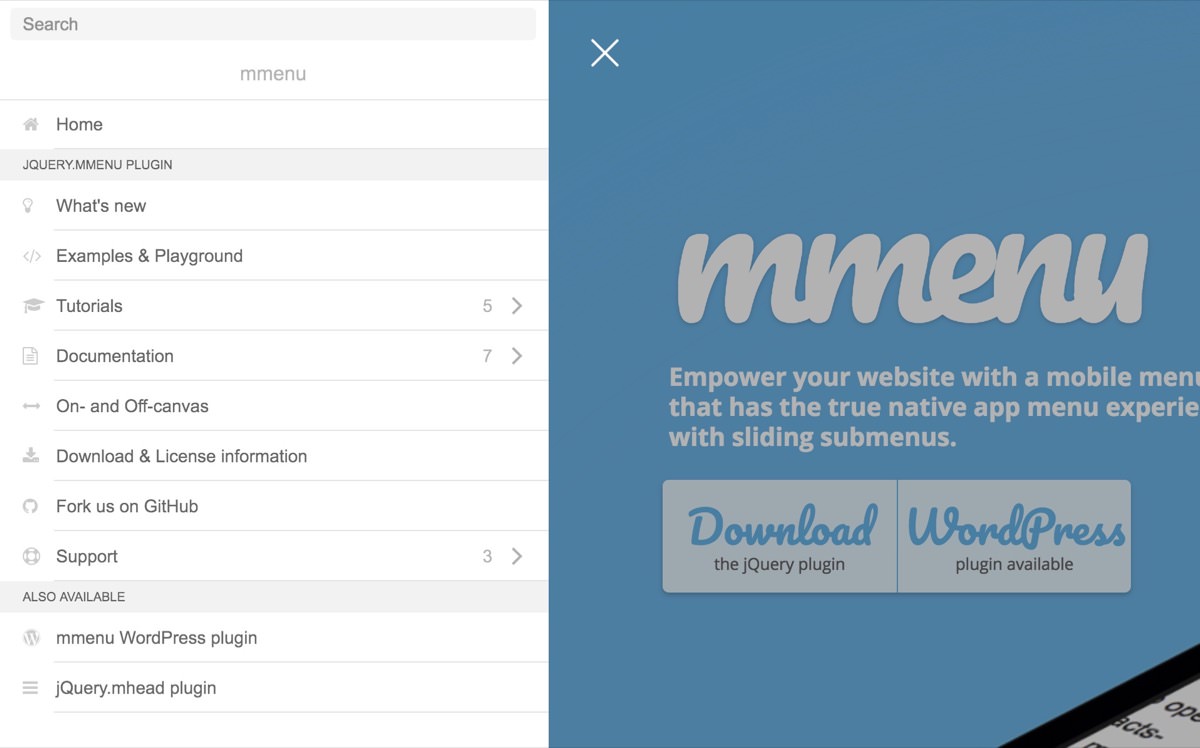 Search
mmenu
Home
JQUERY.MMENU PLUGIN
What's new
Examples & Playground
Tutorials 5
Documentation 7
On- and Off-canvas
Download & License information
Fork us on GitHub
Support 3
ALSO AVAILABLE
mmenu WordPress plugin
jQuery.mhead plugin
mmenu
Empower your website with a mobile menu
that has the true native app menu experie
with sliding submenus.
Download
the jQuery plugin
WordPress
plugin available